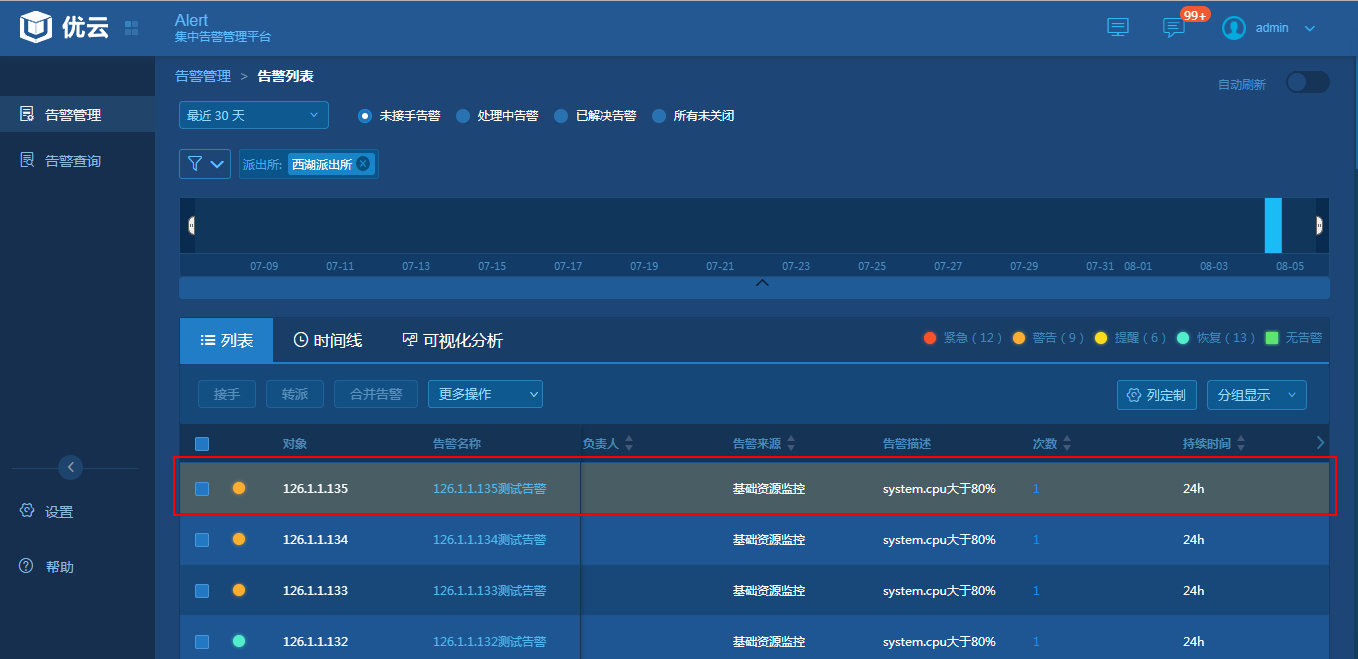 优云
Alert
集中告警管理平台
99+
admin
告警管理 > 告警列表
自动刷新
告警管理
告警查询
设置
帮助
最近 30 天
未接手告警 处理中告警 已解决告警 所有未关闭
派出所: 西湖派出所
07-09 07-11 07-13 07-15 07-17 07-19 07-21 07-23 07-25 07-27 07-29 07-31 08-01 08-03 08-05
列表 时间线 可视化分析
紧急 ( 12 ) 警告 ( 9 ) 提醒 ( 6 ) 恢复 ( 13 ) 无告警
接手 转派 合并告警 更多操作 列定制 分组显示
对象 告警名称 负责人 告警来源 告警描述 次数 持续时间
126.1.1.135 126.1.1.135测试告警 基础资源监控 system.cpu大于80% 1 24h
126.1.1.134 126.1.1.134测试告警 基础资源监控 system.cpu大于80% 1 24h
126.1.1.133 126.1.1.133测试告警 基础资源监控 system.cpu大于80% 1 24h
126.1.1.132 126.1.1.132测试告警 基础资源监控 system.cpu大于80% 1 24h